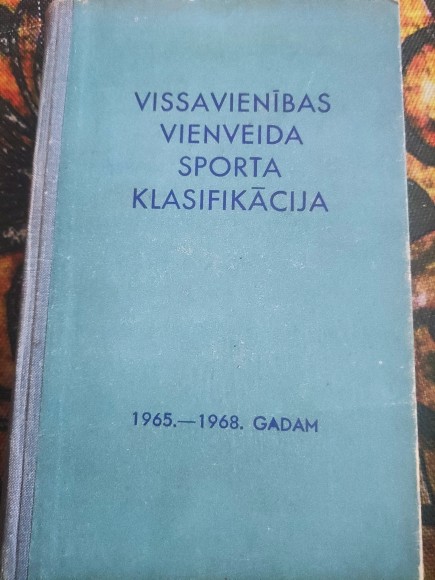 VISSAVIENĪBAS
VIENVEIDA
SPORTA
KLASIFIKĀCIJA
1965.—1968. GADAM